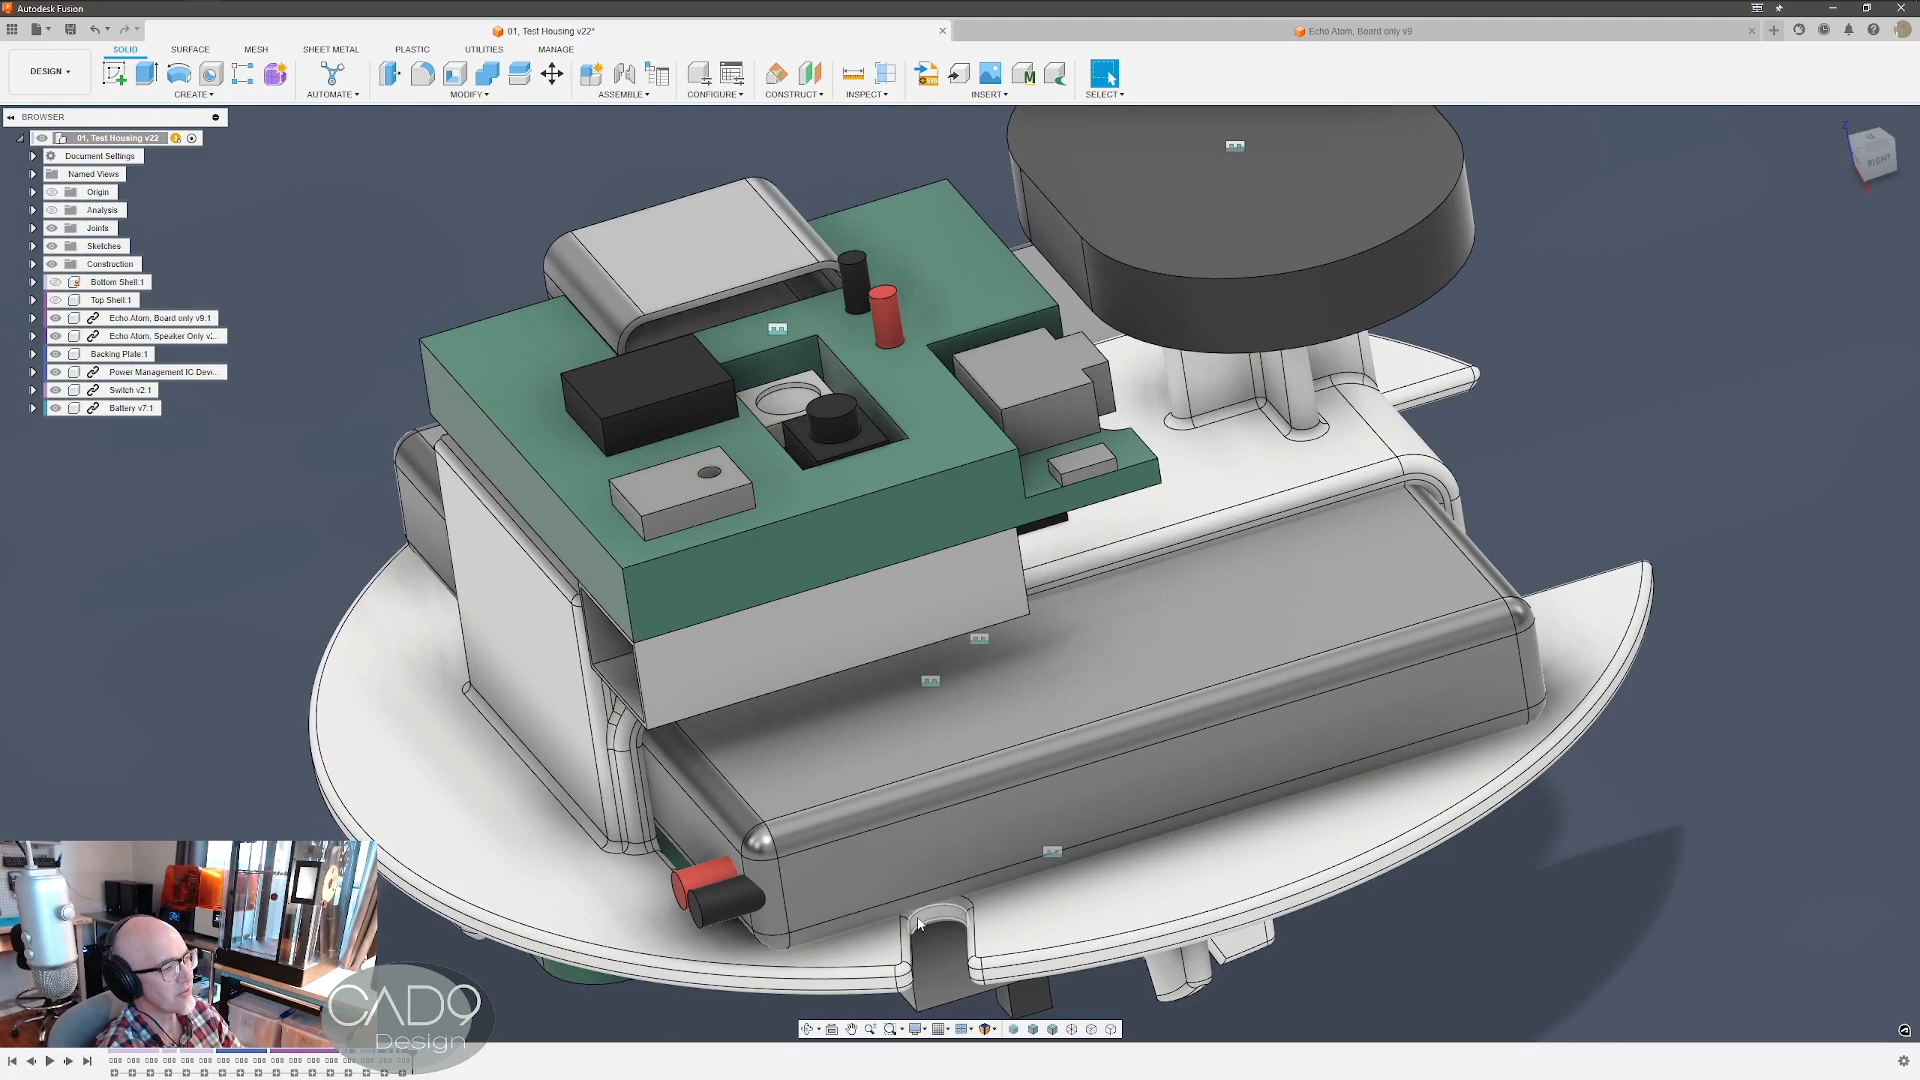 Autodesk Fusion
01, Test Housing v22*
Echo Atom, Board only v9
DESIGN
SOLID
SURFACE
MESH
SHEET METAL
PLASTIC
UTILITIES
MANAGE
CREATE
AUTOMATE
MODIFY
ASSEMBLE
CONFIGURE
CONSTRUCT
INSPECT
INSERT
SELECT
BROWSER
01, Test Housing v22
Document Settings
Named Views
Origin
Analysis
Joints
Sketches
Construction
Bottom Shell:1
Top Shell:1
Echo Atom, Board only v9:1
Echo Atom, Speaker Only v:...
Backing Plate:1
Power Management IC Dev...
Switch v2:1
Battery v7:1
Z
RIGHT
X
CAD9
Design